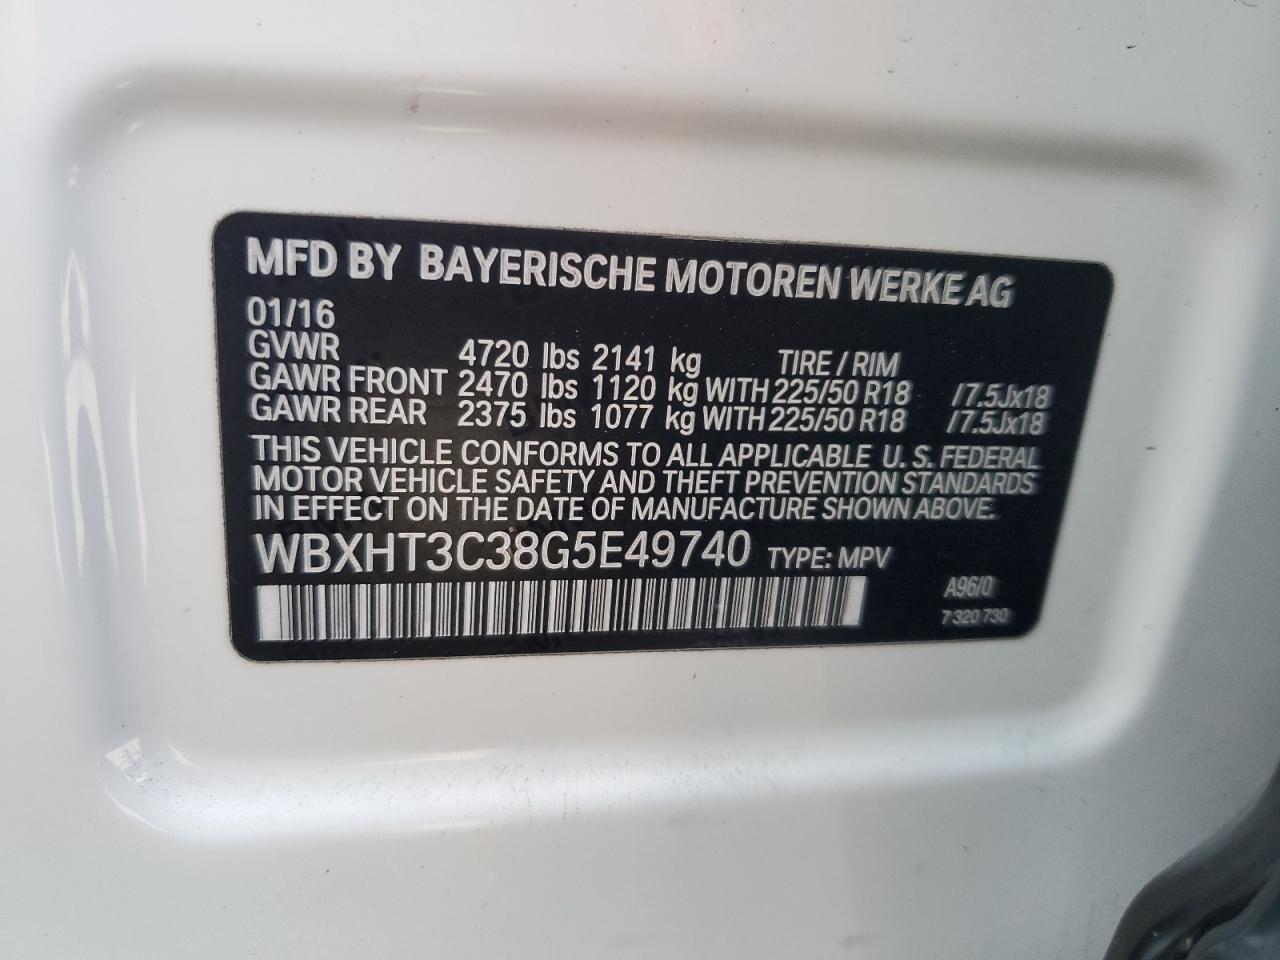 MFD BY BAYERISCHE MOTOREN WERKE AG
01/16
GVWR 4720 lbs 2141 kg TIRE / RIM
GAWR FRONT 2470 lbs 1120 kg WITH 225/50 R18 /7.5Jx18
GAWR REAR 2375 lbs 1077 kg WITH 225/50 R18 /7.5Jx18
THIS VEHICLE CONFORMS TO ALL APPLICABLE U. S. FEDERAL
MOTOR VEHICLE SAFETY AND THEFT PREVENTION STANDARDS
IN EFFECT ON THE DATE OF MANUFACTURE SHOWN ABOVE.
WBXHT3C38G5E49740 TYPE: MPV
A96/0
7 320 730